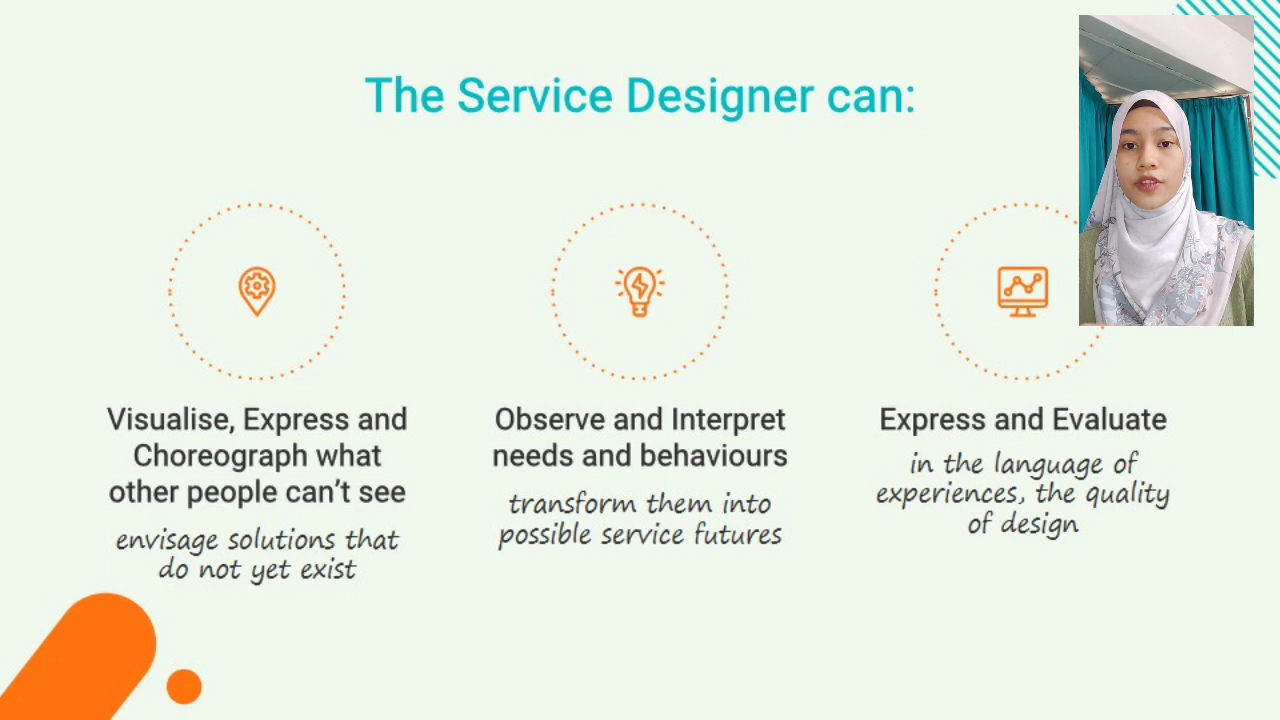 The Service Designer can:
Visualise, Express and
Choreograph what
other people can't see
envisage solutions that
do not yet exist
Observe and Interpret
needs and behaviours
transform them into
possible service futures
Express and Evaluate
in the language of
experiences, the quality
of design